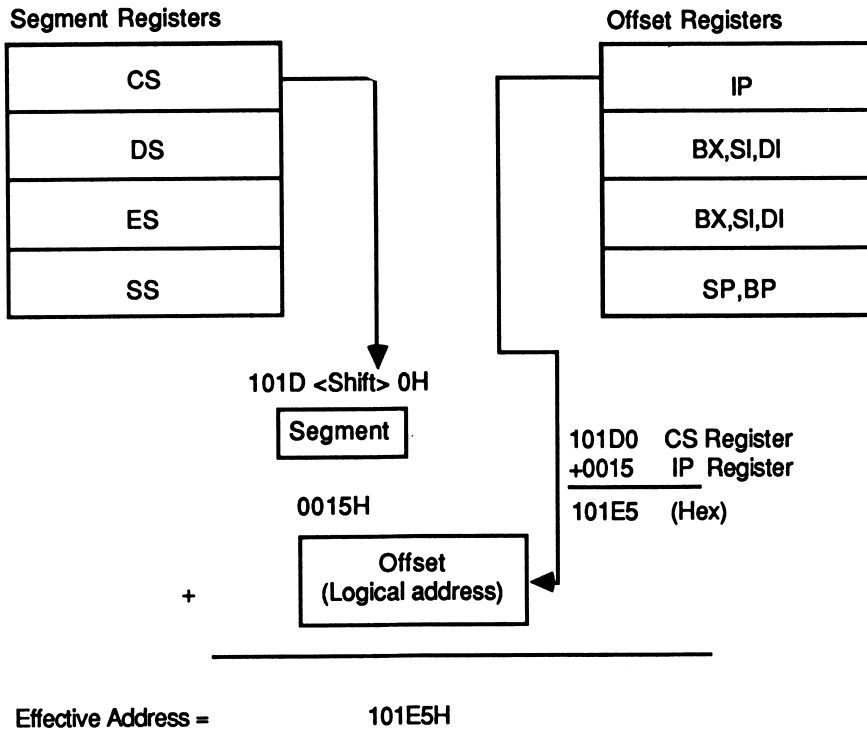 Segment Registers
CS
DS
ES
SS
Offset Registers
IP
BX,SI,DI
BX,SI,DI
SP,BP
101D <Shift> 0H
Segment
0015H
Offset
(Logical address)
+
101D0 CS Register
+0015 IP Register
101E5 (Hex)
Effective Address = 101E5H